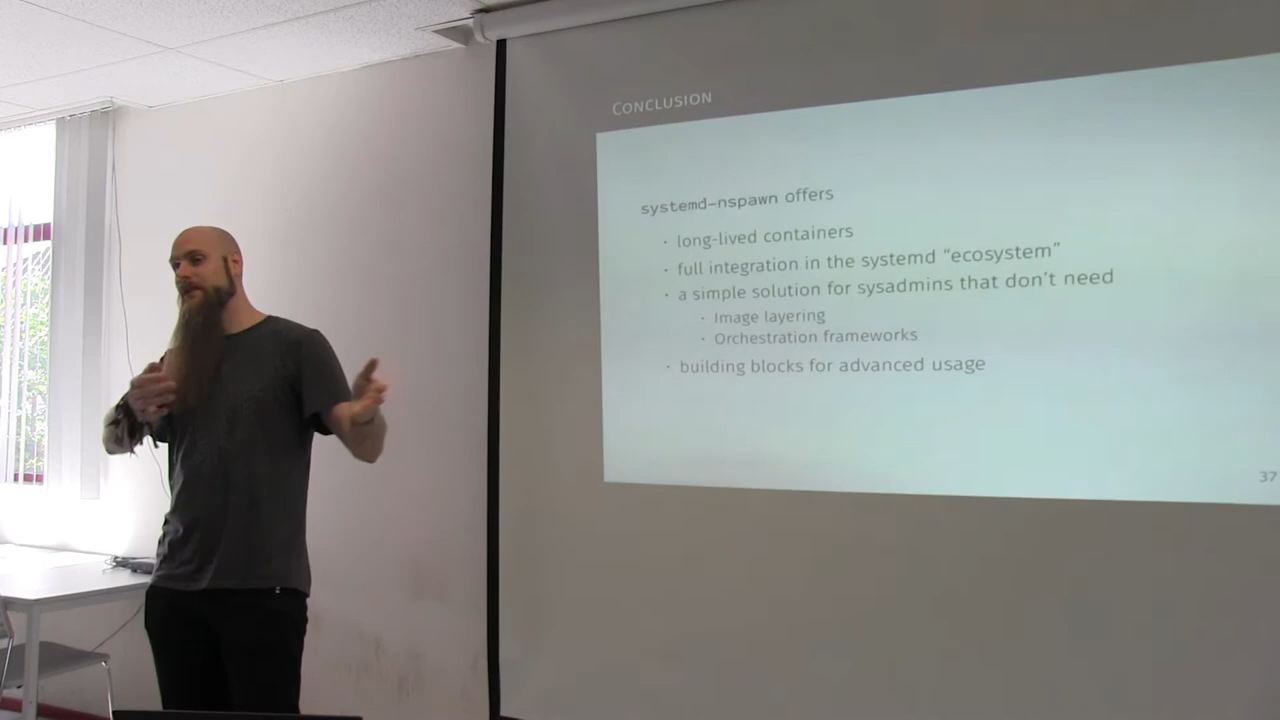 CONCLUSION
systemd-nspawn offers
· long-lived containers
· full integration in the systemd “ecosystem”
· a simple solution for sysadmins that don’t need
· Image layering
· Orchestration frameworks
· building blocks for advanced usage
37